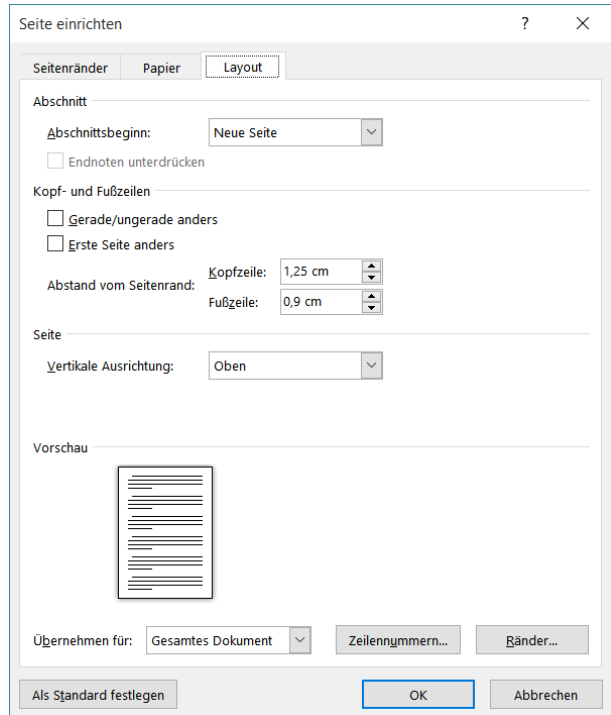 Seite einrichten ?
Seitenränder Papier Layout
Abschnitt
Abschnittsbeginn: Neue Seite
Endnoten unterdrücken
Kopf- und Fußzeilen
Gerade/ungerade anders
Erste Seite anders
Abstand vom Seitenrand: Kopfzeile: 1,25 cm
Fußzeile: 0,9 cm
Seite
Vertikale Ausrichtung: Oben
Vorschau
Übernehmen für: Gesamtes Dokument Zeilennummern... Ränder...
Als Standard festlegen OK Abbrechen